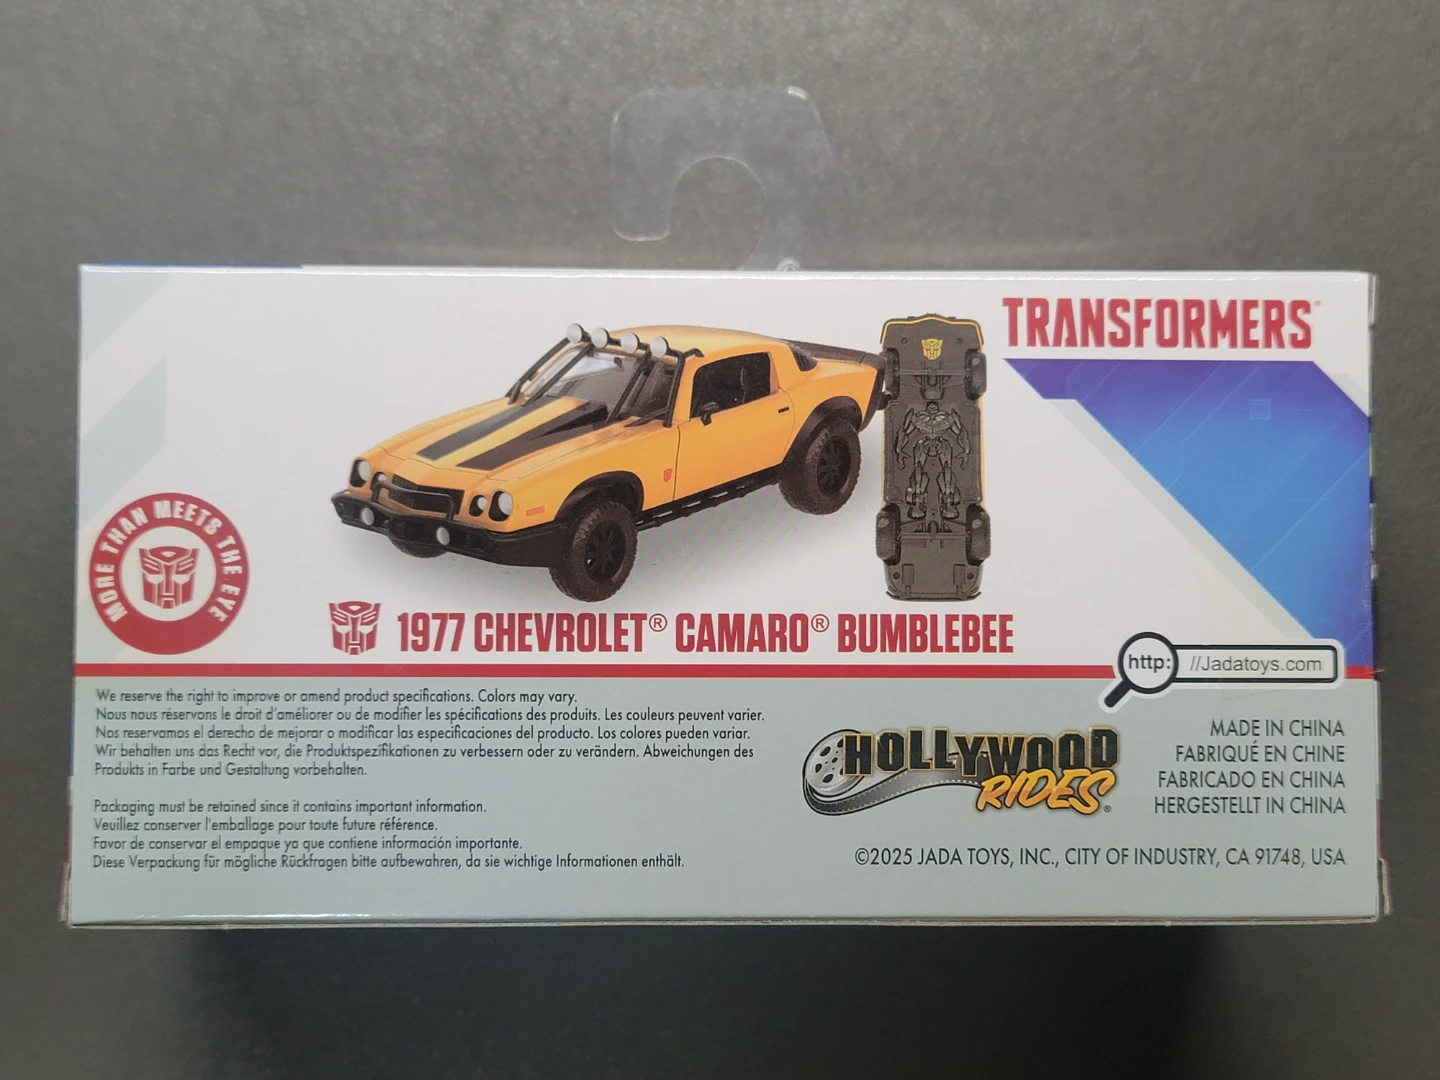 TRANSFORMERS
MORE THAN MEETS THE EYE
1977 CHEVROLET® CAMARO® BUMBLEBEE
http: //Jadatoys.com
We reserve the right to improve or amend product specifications. Colors may vary.
Nous nous réservons le droit d'améliorer ou de modifier les spécifications des produits. Les couleurs peuvent varier.
Nos reservamos el derecho de mejorar o modificar las especificaciones del producto. Los colores pueden variar.
Wir behalten uns das Recht vor, die Produktspezifikationen zu verbessern oder zu verändern. Abweichungen des
Produkts in Farbe und Gestaltung vorbehalten.
Packaging must be retained since it contains important information.
Veuillez conserver l'emballage pour toute future référence.
Favor de conservar el empaque ya que contiene información importante.
Diese Verpackung für mögliche Rückfragen bitte aufbewahren, da sie wichtige Informationen enthält.
HOLLYWOOD
RIDES®
MADE IN CHINA
FABRIQUÉ EN CHINE
FABRICADO EN CHINA
HERGESTELLT IN CHINA
©2025 JADA TOYS, INC., CITY OF INDUSTRY, CA 91748, USA